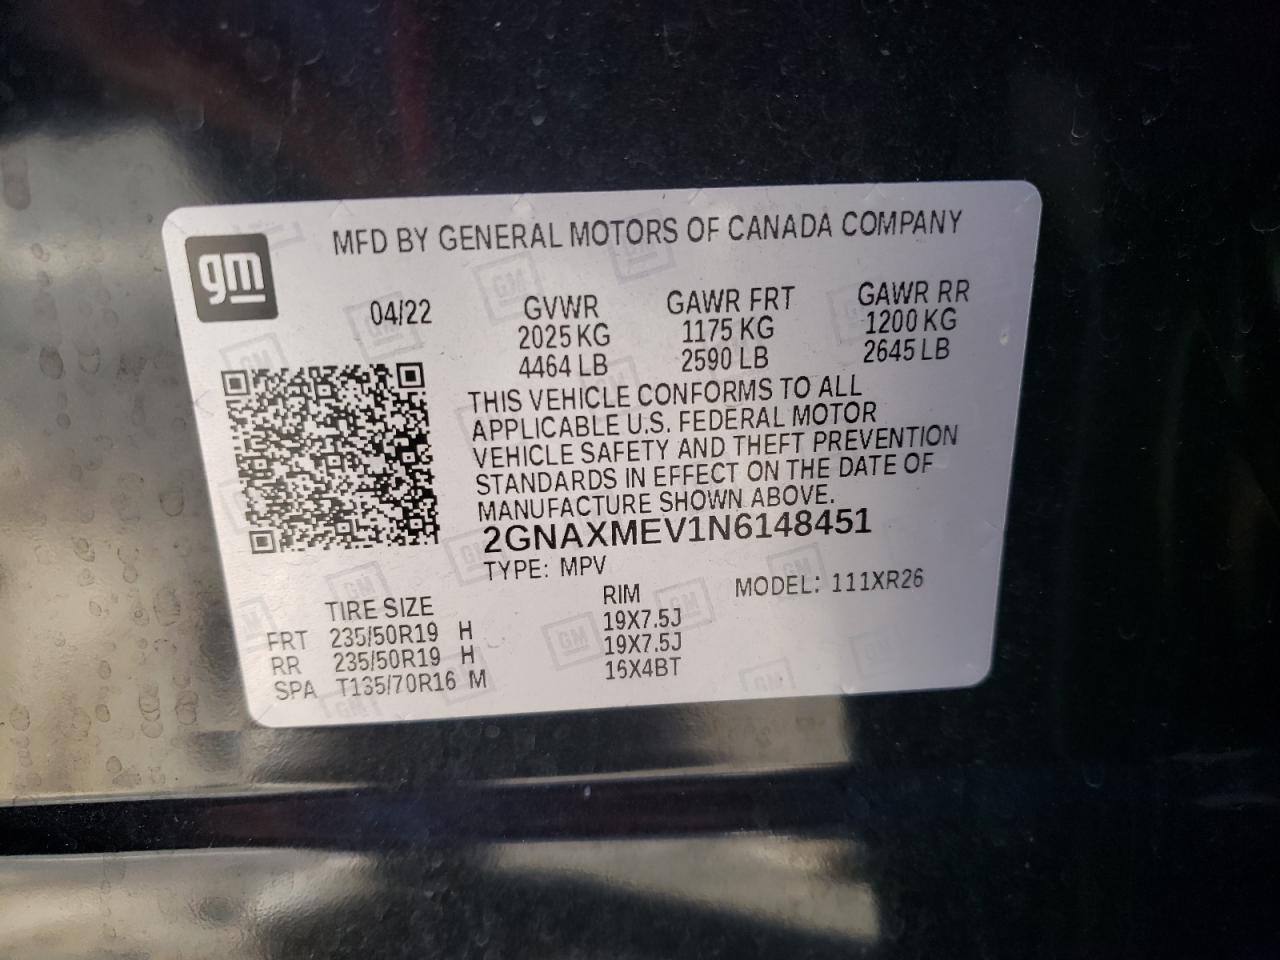 MFD BY GENERAL MOTORS OF CANADA COMPANY
gm
04/22 GVWR GAWR FRT GAWR RR
2025 KG 1175 KG 1200 KG
4464 LB 2590 LB 2645 LB
THIS VEHICLE CONFORMS TO ALL
APPLICABLE U.S. FEDERAL MOTOR
VEHICLE SAFETY AND THEFT PREVENTION
STANDARDS IN EFFECT ON THE DATE OF
MANUFACTURE SHOWN ABOVE.
2GNAXMEV1N6148451
TYPE: MPV MODEL: 111XR26
TIRE SIZE RIM
FRT 235/50R19 H 19X7.5J
RR 235/50R19 H 19X7.5J
SPA T135/70R16 M 16X4BT